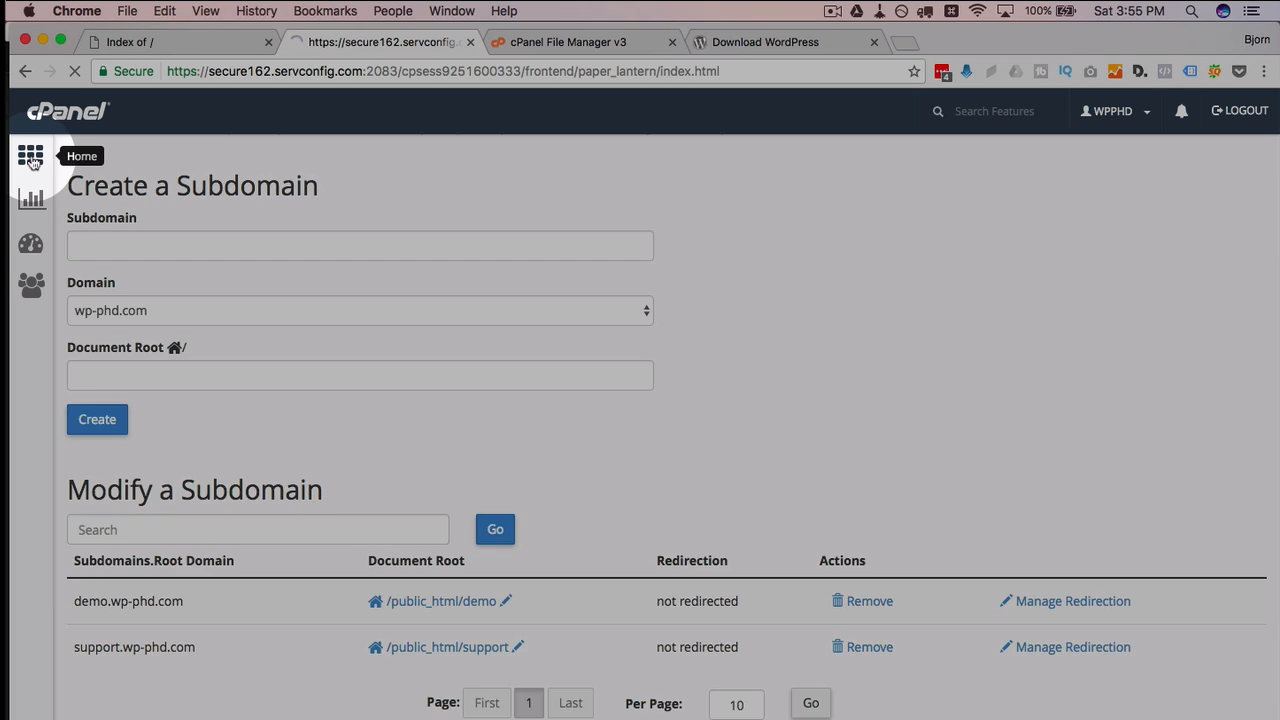 Chrome File Edit View History Bookmarks People Window Help 100% Sat 3:55 PM
Index of / https://secure162.servconfig. cPanel File Manager v3 Download WordPress Bjorn
Secure https://secure162.servconfig.com:2083/cpsess9251600333/frontend/paper_lantern/index.html 4
cPanel Search Features WPPHD LOGOUT
Home
Create a Subdomain
Subdomain
Domain
wp-phd.com
Document Root /
Create
Modify a Subdomain
Search Go
Subdomains.Root Domain Document Root Redirection Actions
demo.wp-phd.com /public_html/demo not redirected Remove Manage Redirection
support.wp-phd.com /public_html/support not redirected Remove Manage Redirection
Page: First 1 Last Per Page: 10 Go